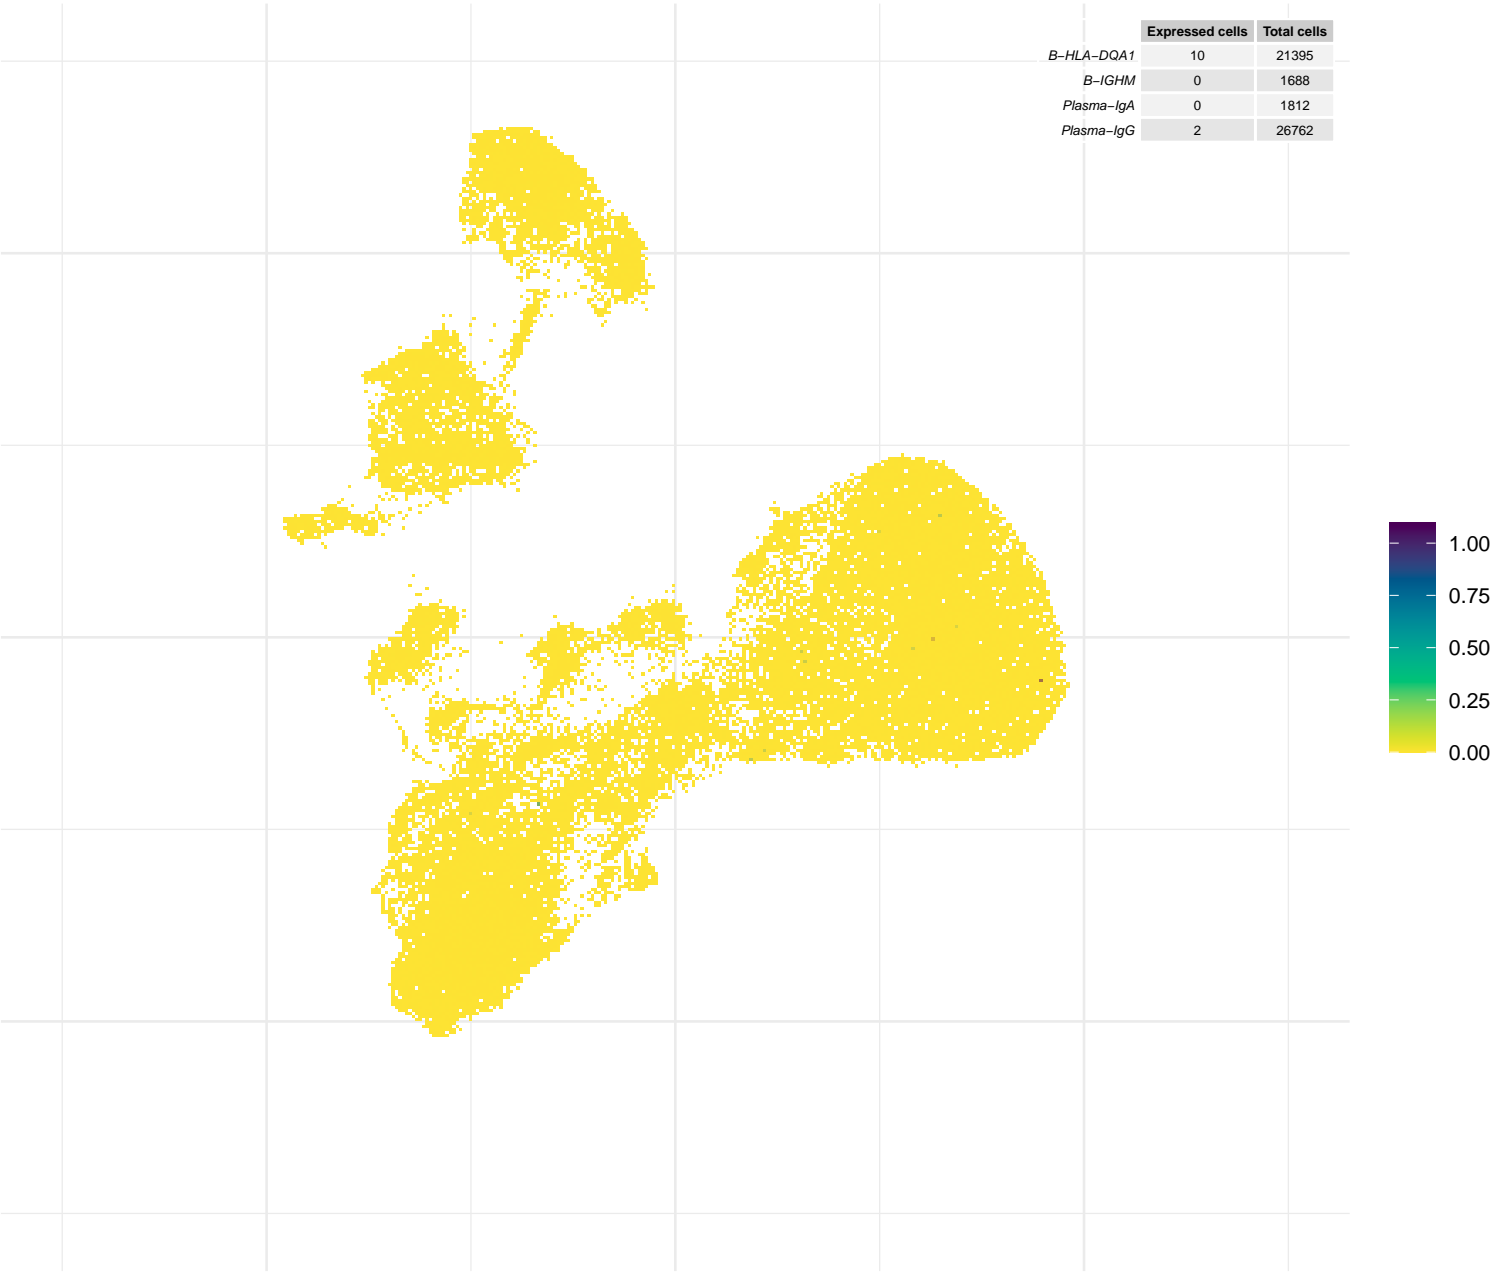 Expressed cells Total cells
B−HLA−DQA1 10 21395
B−IGHM 0 1688
Plasma−IgA 0 1812
Plasma−IgG 2 26762
1.00
0.75
0.50
0.25
0.00